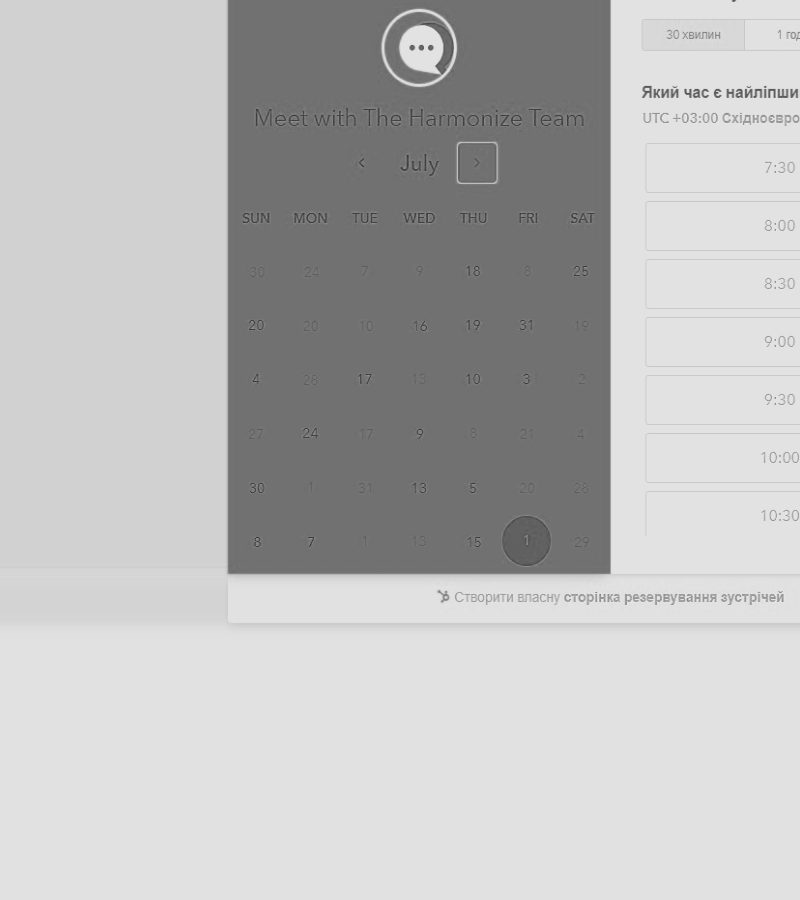 30 хвилин 1 год
Meet with The Harmonize Team
Який час є найліпши
UTC +03:00 Східноєвро
July
7:30
8:00
8:30
9:00
9:30
10:00
10:30
SUN MON TUE WED THU FRI SAT
30 24 7 9 18 8 25
20 20 10 16 19 31 19
4 28 17 13 10 3 2
27 24 17 9 8 21 4
30 1 31 13 5 20 28
8 7 1 13 15 1 29
Створити власну сторінка резервування зустрічей